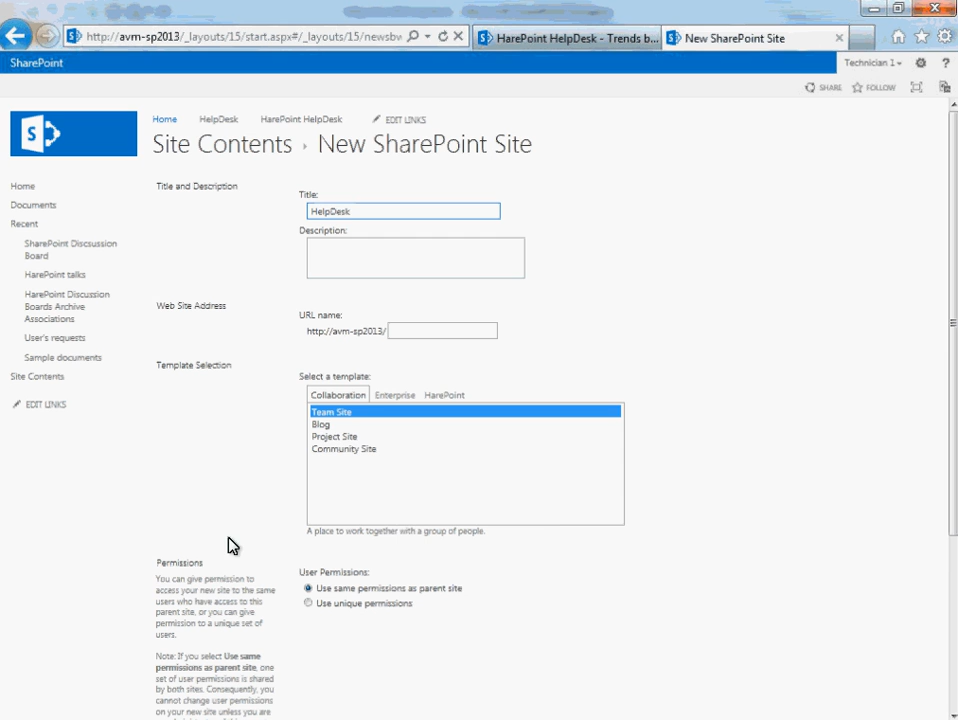 http://avm-sp2013/_layouts/15/start.aspx#/_layouts/15/newsbw
HarePoint HelpDesk - Trends b...
New SharePoint Site
SharePoint
Technician 1
?
SHARE
FOLLOW
S
Home
HelpDesk
HarePoint HelpDesk
EDIT LINKS
Site Contents › New SharePoint Site
Home
Documents
Recent
SharePoint Discsussion
Board
HarePoint talks
HarePoint Discussion
Boards Archive
Associations
User's requests
Sample documents
Site Contents
EDIT LINKS
Title and Description
Title:
HelpDesk
Description:
Web Site Address
URL name:
http://avm-sp2013/
Template Selection
Select a template:
Collaboration
Enterprise
HarePoint
Team Site
Blog
Project Site
Community Site
A place to work together with a group of people.
Permissions
You can give permission to
access your new site to the same
users who have access to this
parent site, or you can give
permission to a unique set of
users.
Note: If you select Use same
permissions as parent site, one
set of user permissions is shared
by both sites. Consequently, you
cannot change user permissions
on your new site unless you are
User Permissions:
Use same permissions as parent site
Use unique permissions